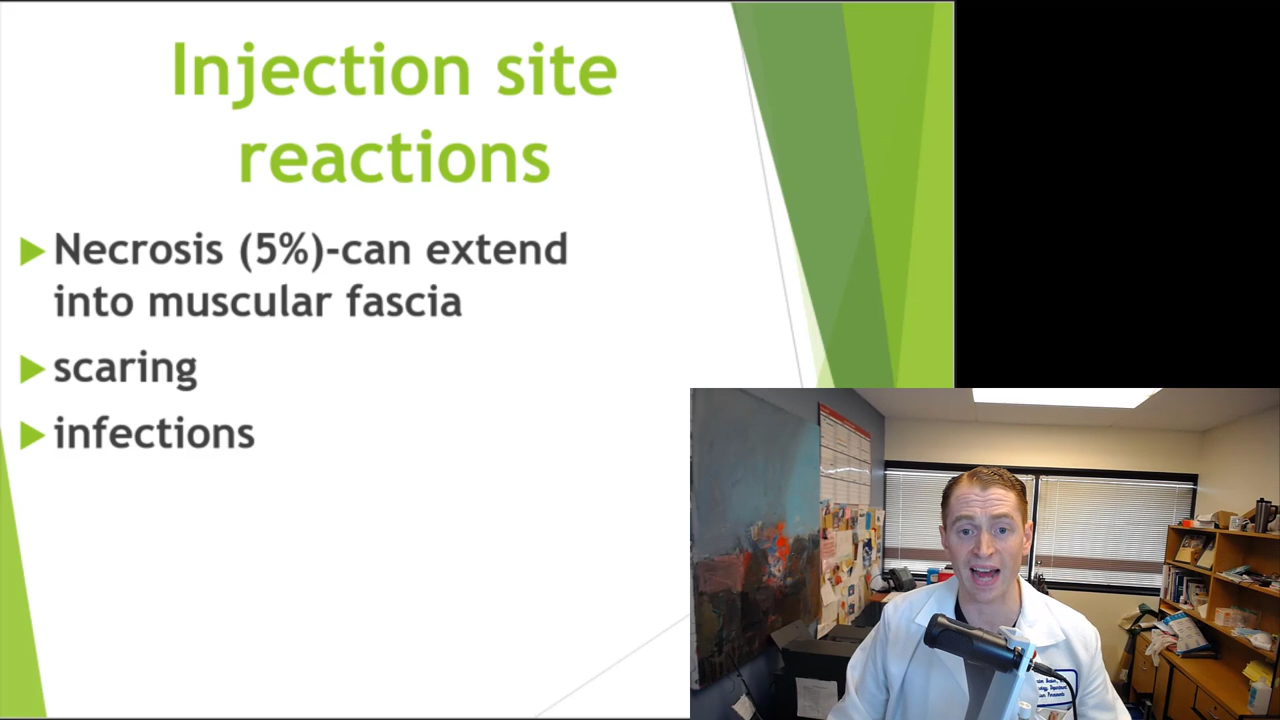 Injection site
reactions
Necrosis (5%)-can extend
into muscular fascia
scaring
infections